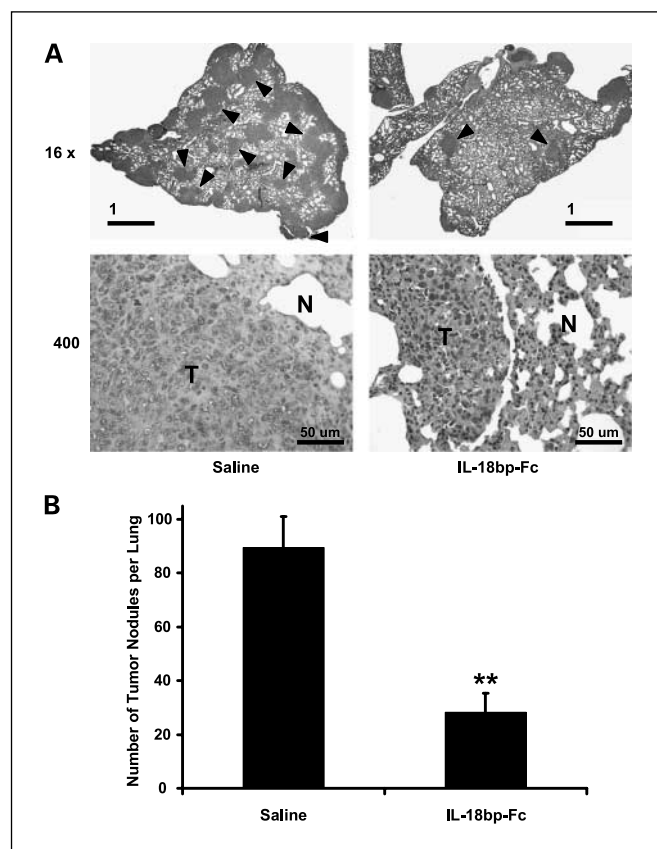 A
16 x
1
1
400
T
N
50 um
T
N
50 um
Saline
IL-18bp-Fc
B
Number of Tumor Nodules per Lung
100
80
60
40
20
0
**
Saline
IL-18bp-Fc